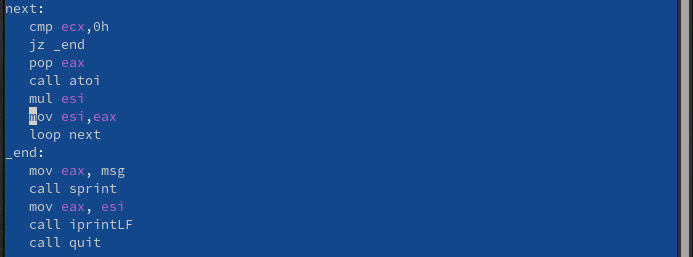 next:
cmp ecx,0h
jz _end
pop eax
call atoi
mul esi
mov esi,eax
loop next
_end:
mov eax, msg
call sprint
mov eax, esi
call iprintLF
call quit